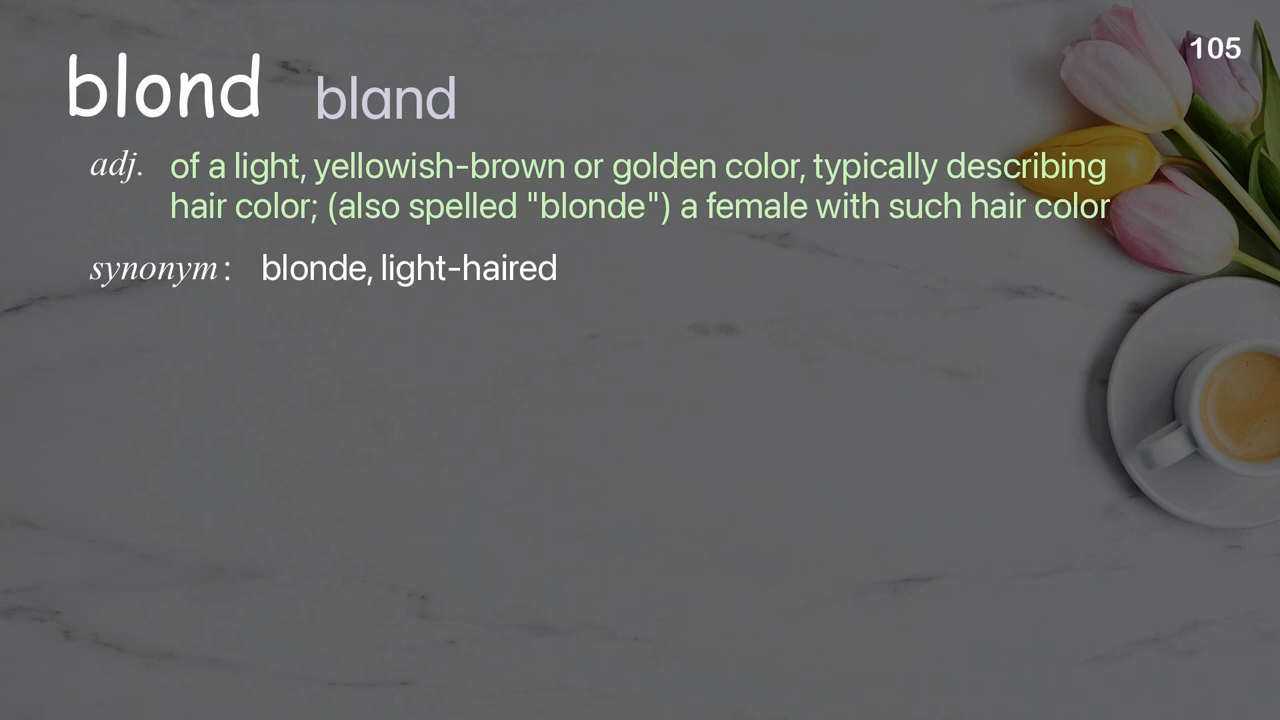 105
blond bland
adj. of a light, yellowish-brown or golden color, typically describing
hair color; (also spelled "blonde") a female with such hair color
synonym: blonde, light-haired